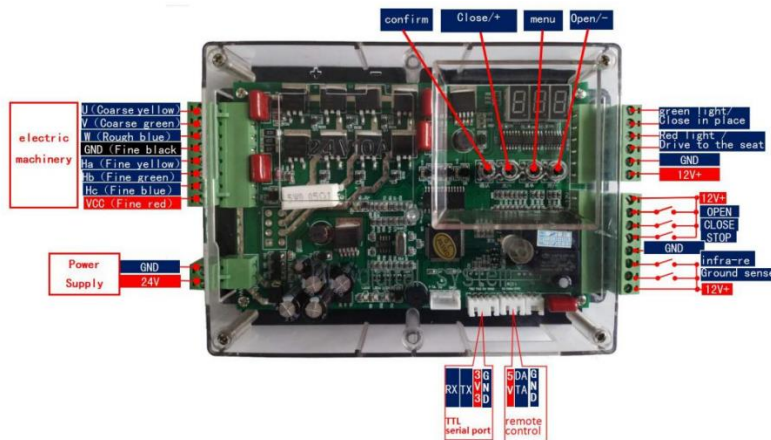 confirm
Close/+
menu
Open/-
electric
machinery
U(Coarse yellow)
V(Coarse green)
W(Rough blue)
GND(Fine black
Ha(Fine yellow)
Hb(Fine green)
Hc(Fine blue)
VCC(Fine red)
Power
Supply
GND
24V
24V10A
green light/
Close in place
Red light /
Drive to the seat
GND
12V+
12V+
OPEN
CLOSE
STOP
GND
infra-re
Ground sense
12V+
RX
TX
3V3
GND
TTL
serial port
5V
DATA
GND
remote
control